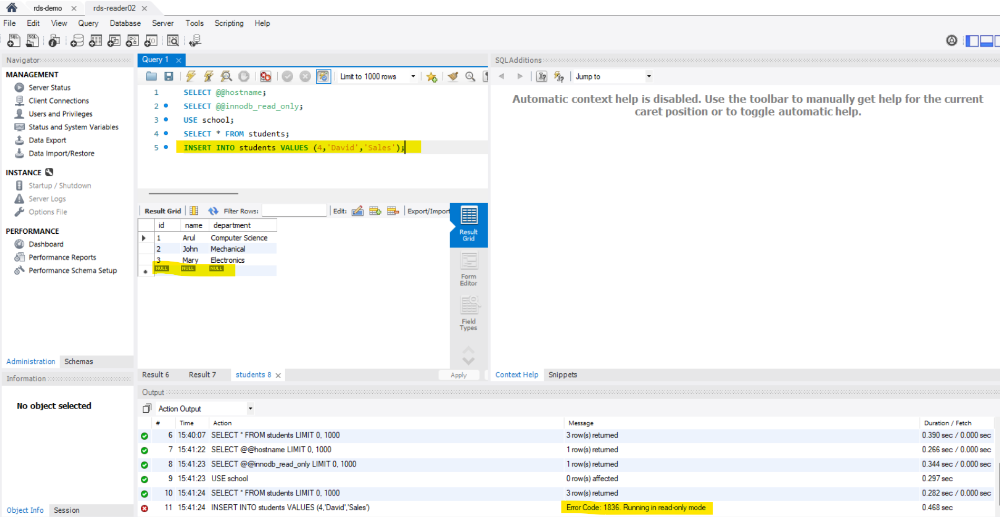 rds-demo × rds-reader02 ×
File Edit View Query Database Server Tools Scripting Help
Navigator
MANAGEMENT
Server Status
Client Connections
Users and Privileges
Status and System Variables
Data Export
Data Import/Restore
INSTANCE
Startup / Shutdown
Server Logs
Options File
PERFORMANCE
Dashboard
Performance Reports
Performance Schema Setup
Administration Schemas
Information
No object selected
Object Info Session
Query 1 ×
Limit to 1000 rows
1 SELECT @@hostname;
2 SELECT @@innodb_read_only;
3 USE school;
4 SELECT * FROM students;
5 INSERT INTO students VALUES (4,'David','Sales');
Result Grid Filter Rows: Edit: Export/Import
id name department
1 Arul Computer Science
2 John Mechanical
3 Mary Electronics
NULL NULL NULL
Result Grid
Form Editor
Field Types
Result 6 Result 7 students 8 × Apply
SQLAdditions
Jump to
Automatic context help is disabled. Use the toolbar to manually get help for the current
caret position or to toggle automatic help.
Context Help Snippets
Output
Action Output
# Time Action Message Duration / Fetch
6 15:40:07 SELECT * FROM students LIMIT 0, 1000 3 row(s) returned 0.390 sec / 0.000 sec
7 15:41:22 SELECT @@hostname LIMIT 0, 1000 1 row(s) returned 0.266 sec / 0.000 sec
8 15:41:23 SELECT @@innodb_read_only LIMIT 0, 1000 1 row(s) returned 0.344 sec / 0.000 sec
9 15:41:23 USE school 0 row(s) affected 0.297 sec
10 15:41:24 SELECT * FROM students LIMIT 0, 1000 3 row(s) returned 0.282 sec / 0.000 sec
11 15:41:24 INSERT INTO students VALUES (4,'David','Sales') Error Code: 1836. Running in read-only mode 0.468 sec